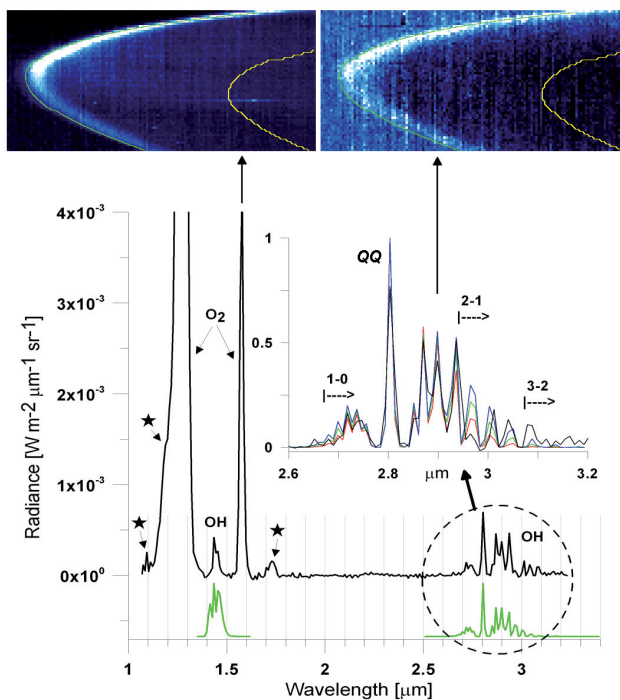 4x10-3
3x10-3
2x10-3
1x10-3
0x10⁰
Radiance [W m-2 μm-1 sr-1]
O2
OH
OH
1
0.5
0
QQ
1-0
|---->
2-1
|---->
3-2
|---->
2.6 2.8 3 3.2
μm
1 1.5 2 2.5 3
Wavelength [μm]